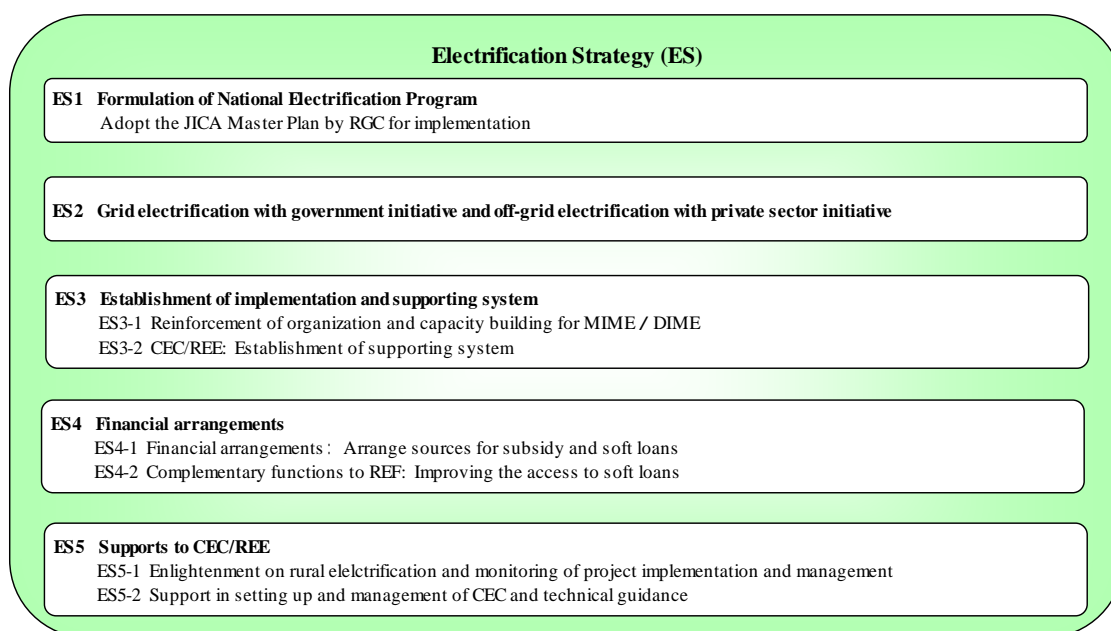 Electrification Strategy (ES)
ES1 Formulation of National Electrification Program
Adopt the JICA Master Plan by RGC for implementation
ES2 Grid electrification with government initiative and off-grid electrification with private sector initiative
ES3 Establishment of implementation and supporting system
ES3-1 Reinforcement of organization and capacity building for MIME / DIME
ES3-2 CEC/REE: Establishment of supporting system
ES4 Financial arrangements
ES4-1 Financial arrangements: Arrange sources for subsidy and soft loans
ES4-2 Complementary functions to REF: Improving the access to soft loans
ES5 Supports to CEC/REE
ES5-1 Enlightenment on rural elelctrification and monitoring of project implementation and management
ES5-2 Support in setting up and management of CEC and technical guidance